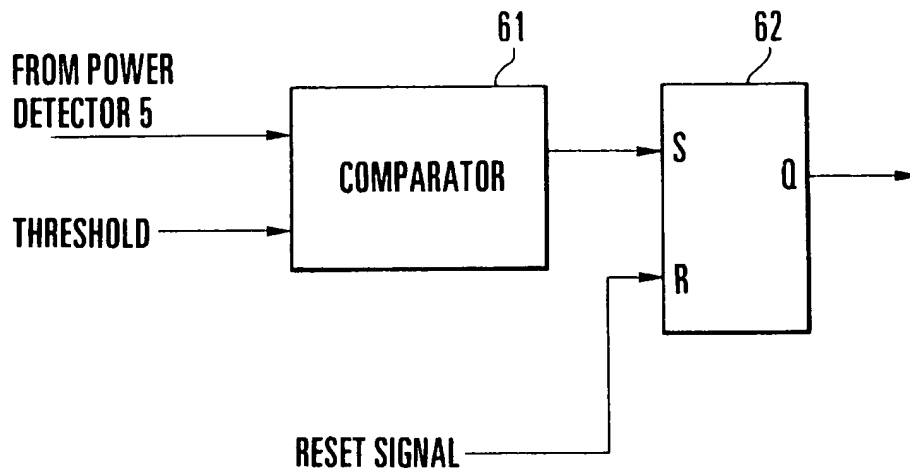 61
62
FROM POWER
DETECTOR 5
COMPARATOR
S
Q
THRESHOLD
R
RESET SIGNAL